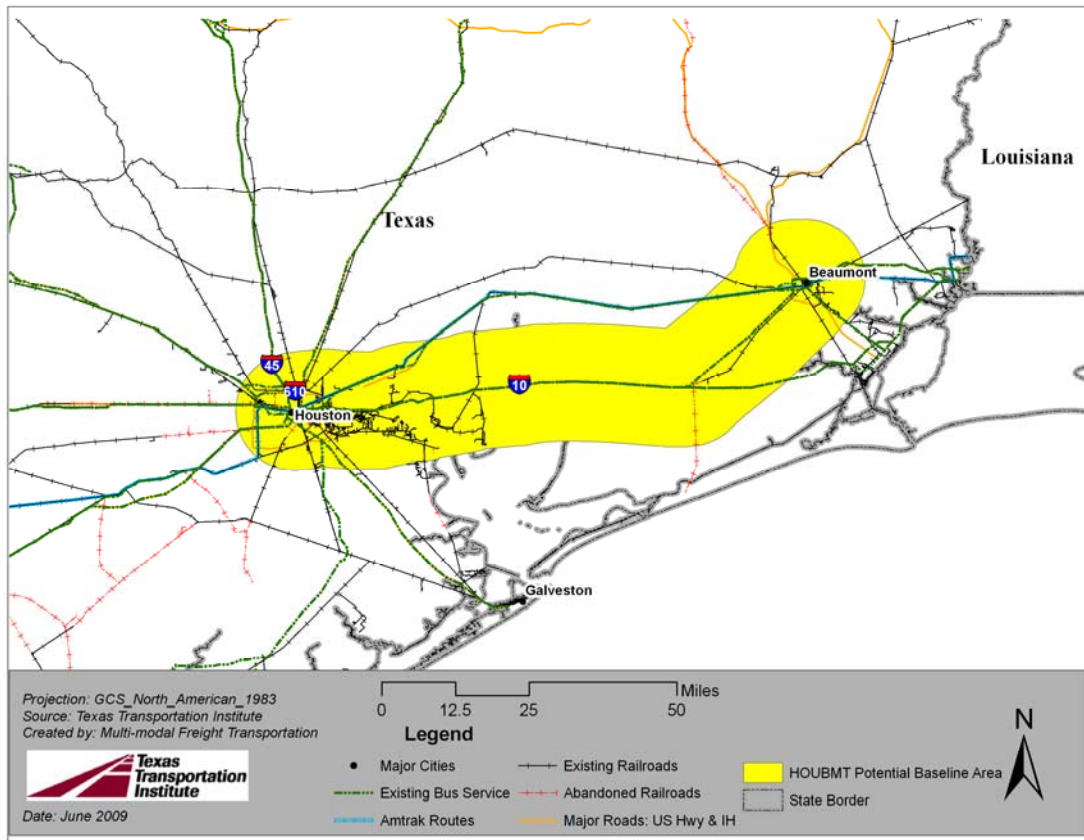 Louisiana
Texas
Beaumont
45
610
10
Houston
Galveston
Projection: GCS_North_American_1983
Source: Texas Transportation Institute
Created by: Multi-modal Freight Transportation
Texas
Transportation
Institute
Date: June 2009
Miles
0 12.5 25 50
Legend
Major Cities
Existing Bus Service
Amtrak Routes
Existing Railroads
Abandoned Railroads
Major Roads: US Hwy & IH
HOUBMT Potential Baseline Area
State Border
N